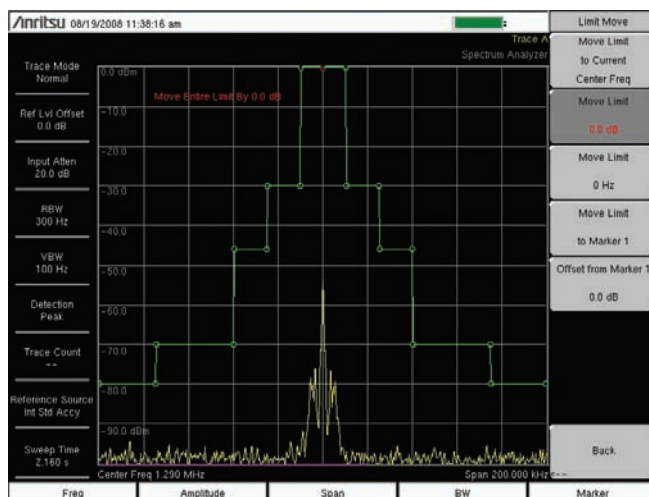 Anritsu 08/19/2008 11:38:16 am
Trace A
Spectrum Analyzer
Trace Mode
Normal
Ref Lvl Offset
0.0 dB
Input Atten
20.0 dB
RBW
300 Hz
VBW
100 Hz
Detection
Peak
Trace Count
--
Reference Source
Int Std Accy
Sweep Time
2.160 s
0.0 dBm
Move Entire Limit By 0.0 dB
-10.0
-20.0
-30.0
-40.0
-50.0
-60.0
-70.0
-80.0
-90.0 dBm
Center Freq 1.290 MHz
Span 200.000 kHz
Limit Move
Move Limit
to Current
Center Freq
Move Limit
0.0 dB
Move Limit
0 Hz
Move Limit
to Marker 1
Offset from Marker 1
0.0 dB
Back
<--
Freq
Amplitude
Span
BW
Marker